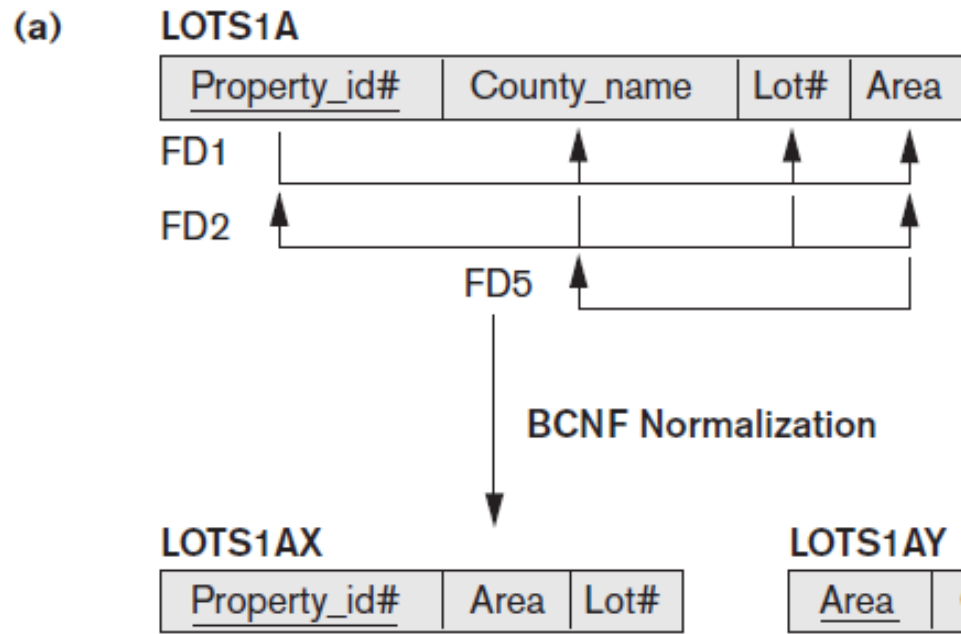 (a) LOTS1A
Property_id# County_name Lot# Area
FD1
FD2
FD5
BCNF Normalization
LOTS1AX LOTS1AY
Property_id# Area Lot# Area